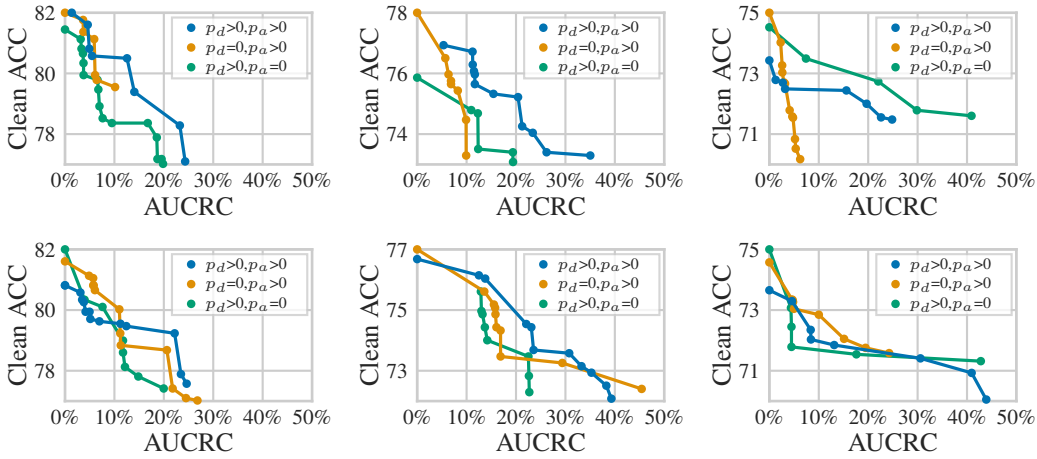 82
80
78
Clean ACC
p_d>0,p_a>0
p_d=0,p_a>0
p_d>0,p_a=0
0% 10% 20% 30% 40% 50%
AUCRC
78
76
74
Clean ACC
p_d>0,p_a>0
p_d=0,p_a>0
p_d>0,p_a=0
0% 10% 20% 30% 40% 50%
AUCRC
75
73
71
Clean ACC
p_d>0,p_a>0
p_d=0,p_a>0
p_d>0,p_a=0
0% 10% 20% 30% 40% 50%
AUCRC
82
80
78
Clean ACC
p_d>0,p_a>0
p_d=0,p_a>0
p_d>0,p_a=0
0% 10% 20% 30% 40% 50%
AUCRC
77
75
73
72
Clean ACC
p_d>0,p_a>0
p_d=0,p_a>0
p_d>0,p_a=0
0% 10% 20% 30% 40% 50%
AUCRC
75
73
71
Clean ACC
p_d>0,p_a>0
p_d=0,p_a>0
p_d>0,p_a=0
0% 10% 20% 30% 40% 50%
AUCRC